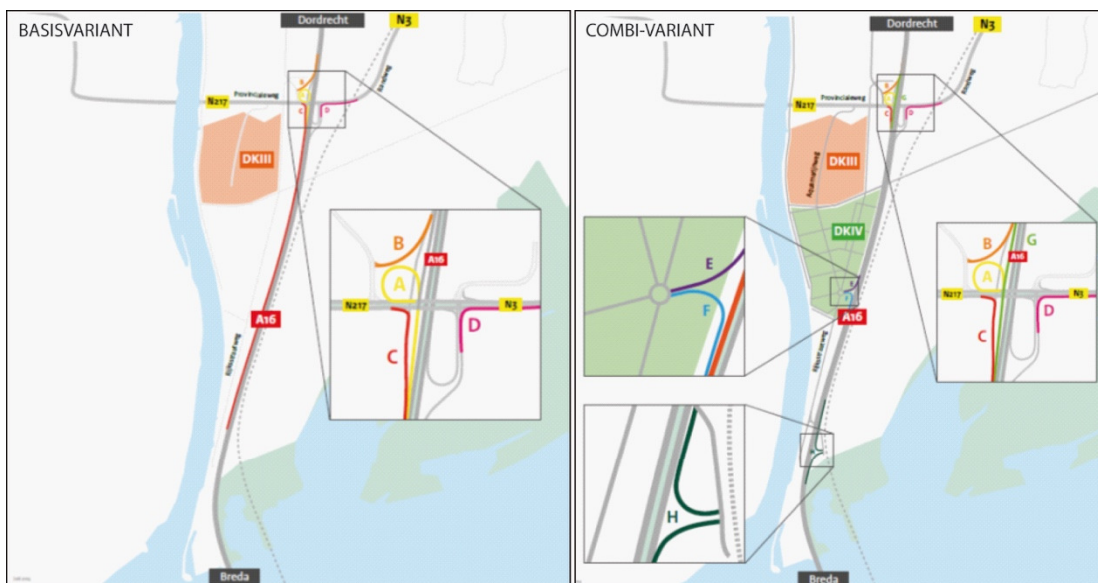 BASISVARIANT
Dordrecht
N3
B
C
D
N217
Provincialeweg
DKIII
B
A
A16
N217
N3
C
D
A16
Breda
COMBI-VARIANT
Dordrecht
N3
B
G
C
D
N217
Provincialeweg
DKIII
DKIV
E
F
A16
B
G
A16
A
N217
N3
C
D
H
Breda